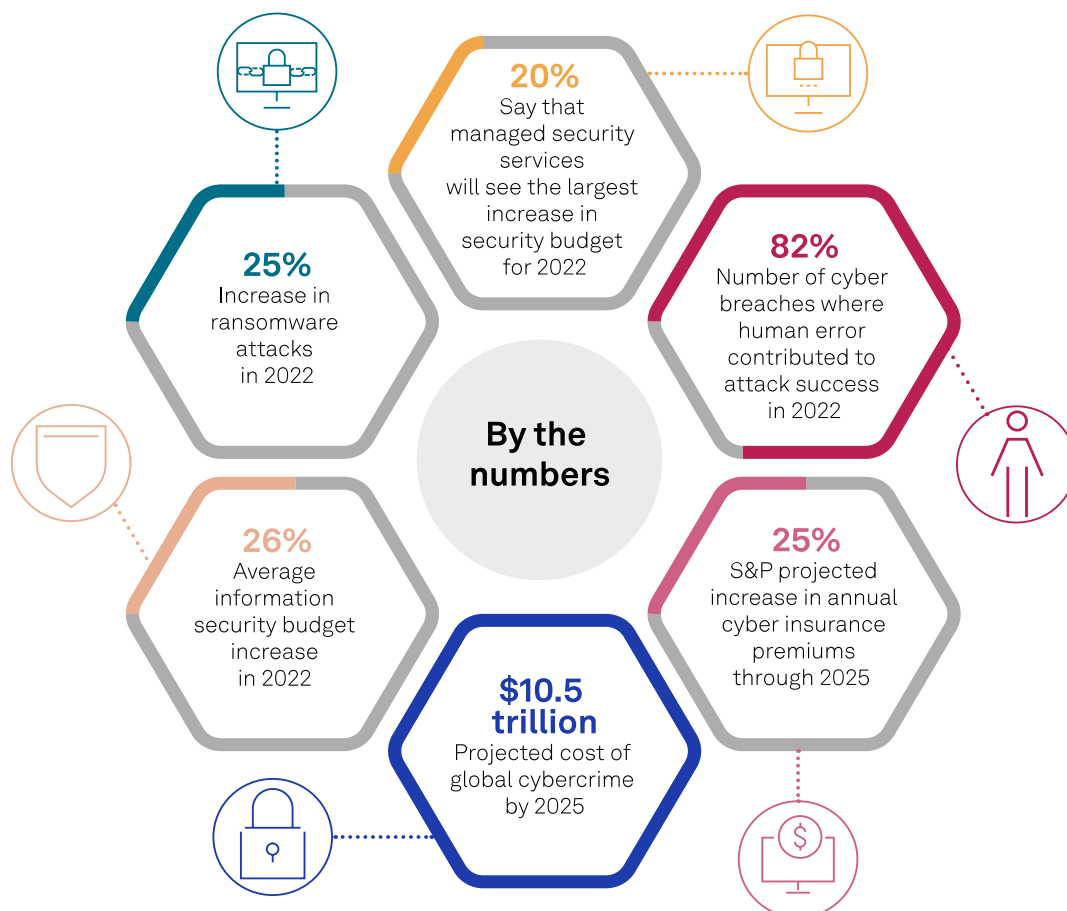 20%
Say that
managed security
services
will see the largest
increase in
security budget
for 2022
25%
Increase in
ransomware
attacks
in 2022
82%
Number of cyber
breaches where
human error
contributed to
attack success
in 2022
By the
numbers
26%
Average
information
security budget
increase
in 2022
25%
S&P projected
increase in annual
cyber insurance
premiums
through 2025
$10.5
trillion
Projected cost of
global cybercrime
by 2025
$